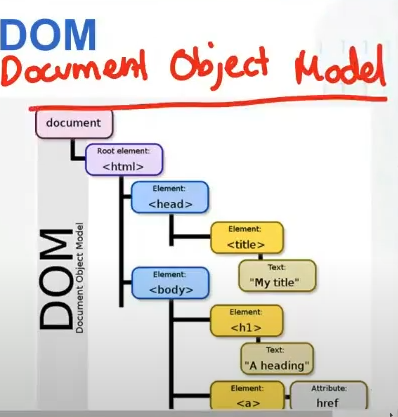 DOM
Document Object Model
document
Root element:
<html>
Element:
<head>
Element:
<title>
Text:
"My title"
Element:
<body>
Element:
<h1>
Text:
"A heading"
Element:
<a>
Attribute:
href
DOM
Document Object Model